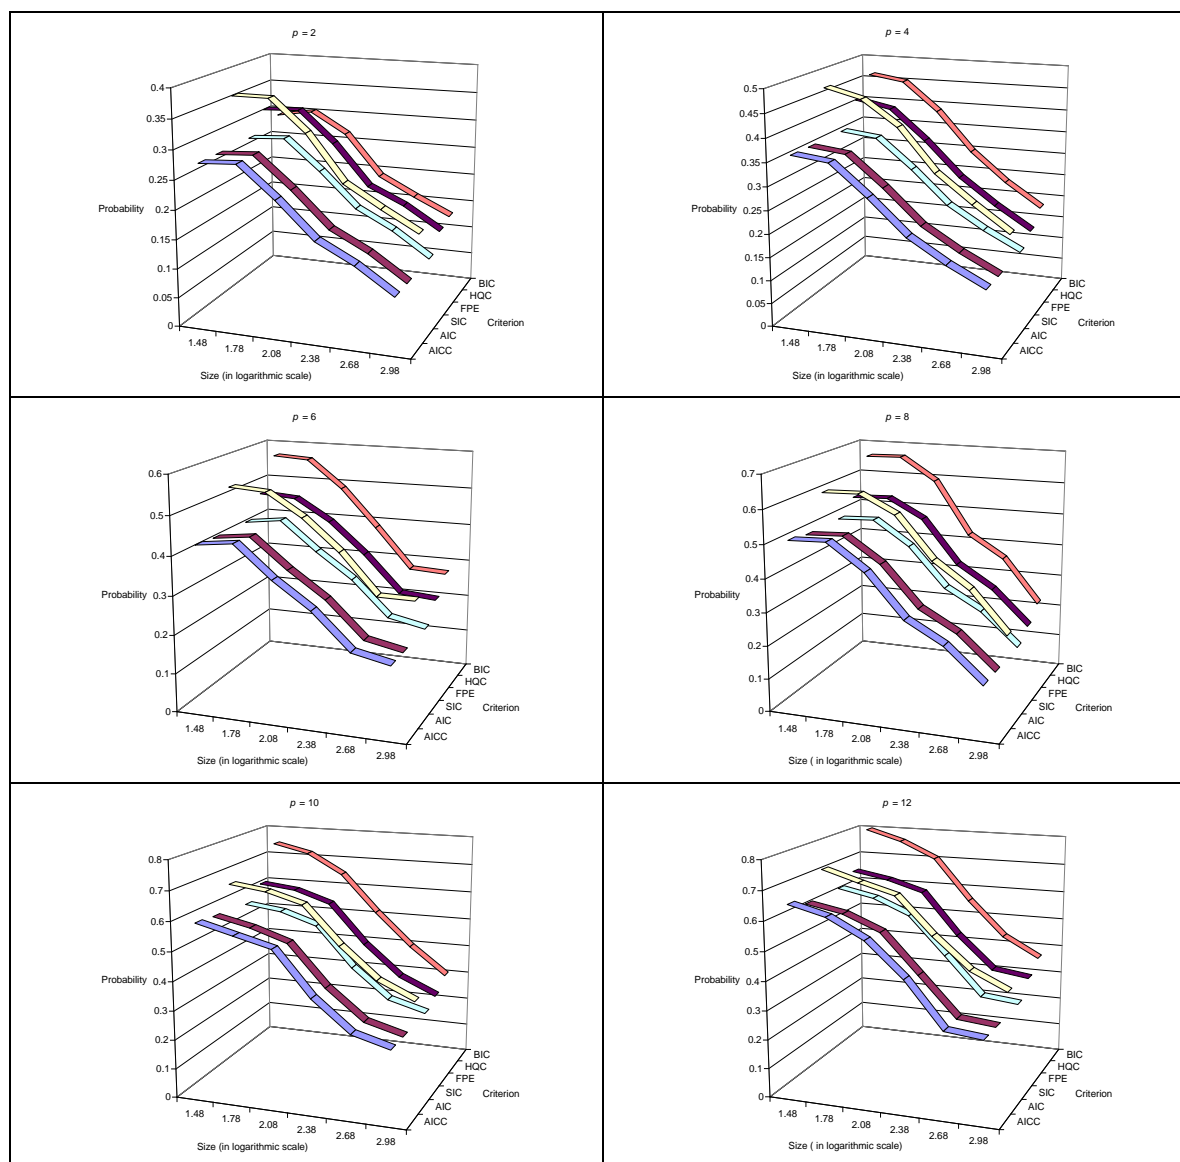 p = 2
0.4
0.35
0.3
0.25
0.2
0.15
0.1
0.05
0
Probability
1.48
1.78
2.08
2.38
2.68
2.98
Size (in logarithmic scale)
BIC
HQC
FPE
SIC
AIC
AICC
Criterion
p = 4
0.5
0.45
0.4
0.35
0.3
0.25
0.2
0.15
0.1
0.05
0
Probability
1.48
1.78
2.08
2.38
2.68
2.98
Size (in logarithmic scale)
BIC
HQC
FPE
SIC
AIC
AICC
Criterion
p = 6
0.6
0.5
0.4
0.3
0.2
0.1
0
Probability
1.48
1.78
2.08
2.38
2.68
2.98
Size (in logarithmic scale)
BIC
HQC
FPE
SIC
AIC
AICC
Criterion
p = 8
0.7
0.6
0.5
0.4
0.3
0.2
0.1
0
Probability
1.48
1.78
2.08
2.38
2.68
2.98
Size ( in logarithmic scale)
BIC
HQC
FPE
SIC
AIC
AICC
Criterion
p = 10
0.8
0.7
0.6
0.5
0.4
0.3
0.2
0.1
0
Probability
1.48
1.78
2.08
2.38
2.68
2.98
Size (in logarithmic scale)
BIC
HQC
FPE
SIC
AIC
AICC
Criterion
p = 12
0.8
0.7
0.6
0.5
0.4
0.3
0.2
0.1
0
Probability
1.48
1.78
2.08
2.38
2.68
2.98
Size ( in logarithmic scale)
BIC
HQC
FPE
SIC
AIC
AICC
Criterion